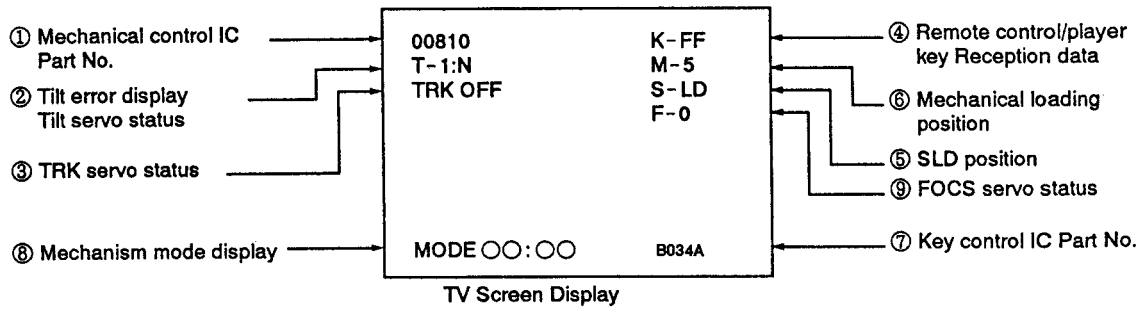 ① Mechanical control IC
Part No.
② Tilt error display
Tilt servo status
③ TRK servo status
⑧ Mechanism mode display
00810
T-1:N
TRK OFF
K-FF
M-5
S-LD
F-0
MODE ○○:○○
B034A
④ Remote control/player
key Reception data
⑥ Mechanical loading
position
⑤ SLD position
⑨ FOCS servo status
⑦ Key control IC Part No.
TV Screen Display